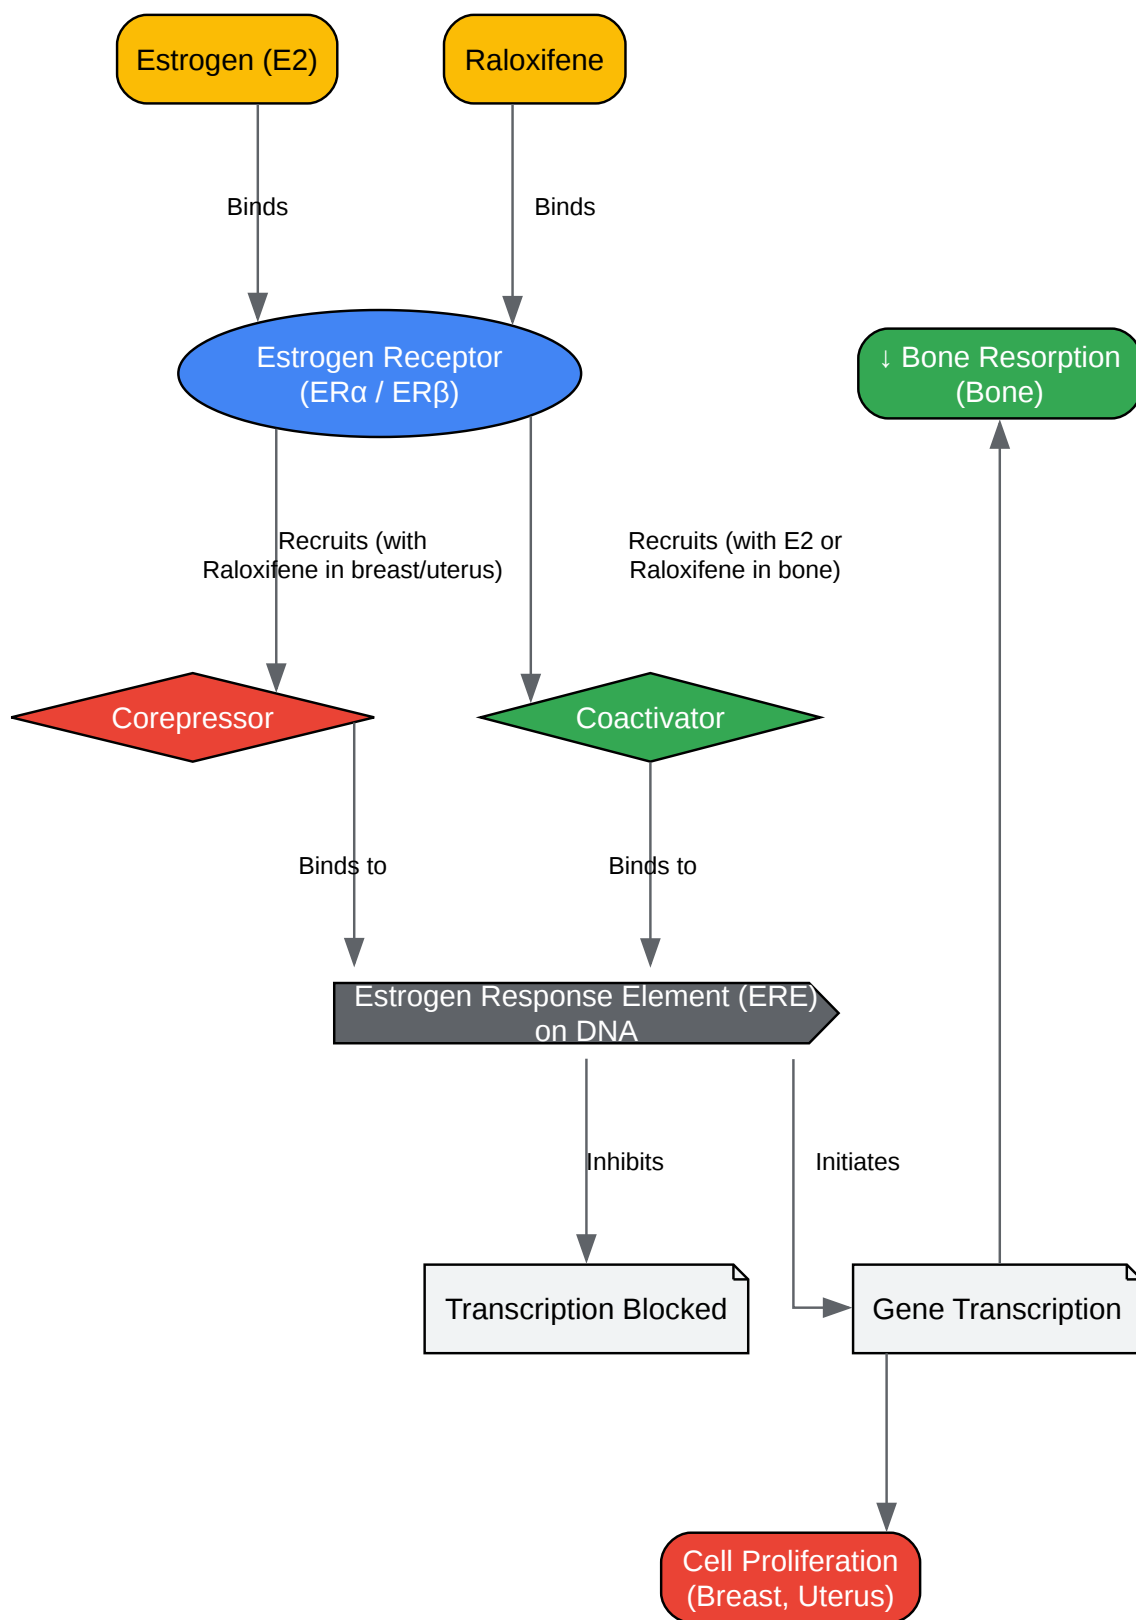 Estrogen (E2)
Raloxifene
Binds
Binds
Estrogen Receptor
(ERα / ERβ)
↓ Bone Resorption
(Bone)
Recruits (with
Raloxifene in breast/uterus)
Recruits (with E2 or
Raloxifene in bone)
Corepressor
Coactivator
Binds to
Binds to
Estrogen Response Element (ERE)
on DNA
Inhibits
Initiates
Transcription Blocked
Gene Transcription
Cell Proliferation
(Breast, Uterus)